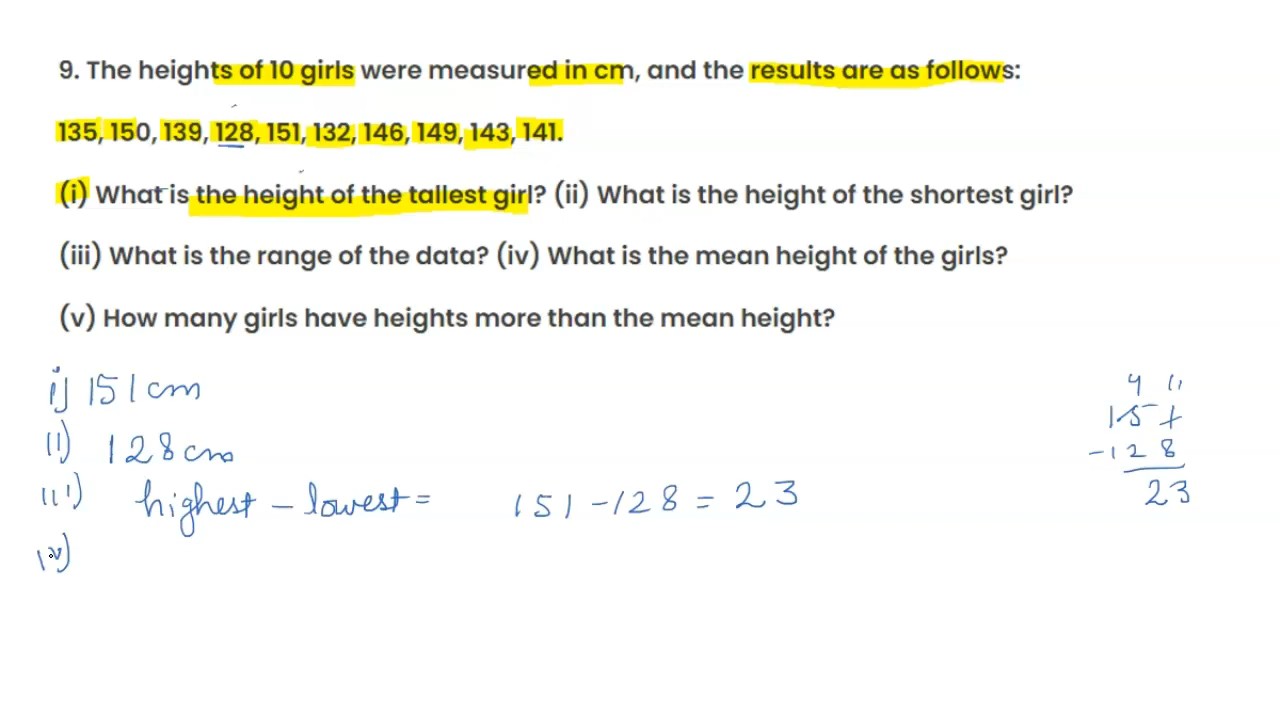 9. The heights of 10 girls were measured in cm, and the results are as follows:
135, 150, 139, 128, 151, 132, 146, 149, 143, 141.
(i) What is the height of the tallest girl? (ii) What is the height of the shortest girl?
(iii) What is the range of the data? (iv) What is the mean height of the girls?
(v) How many girls have heights more than the mean height?
i) 151 cm
(ii) 128 cm
iii) highest - lowest = 151 - 128 = 23
iv)
4 11
151
-128
23